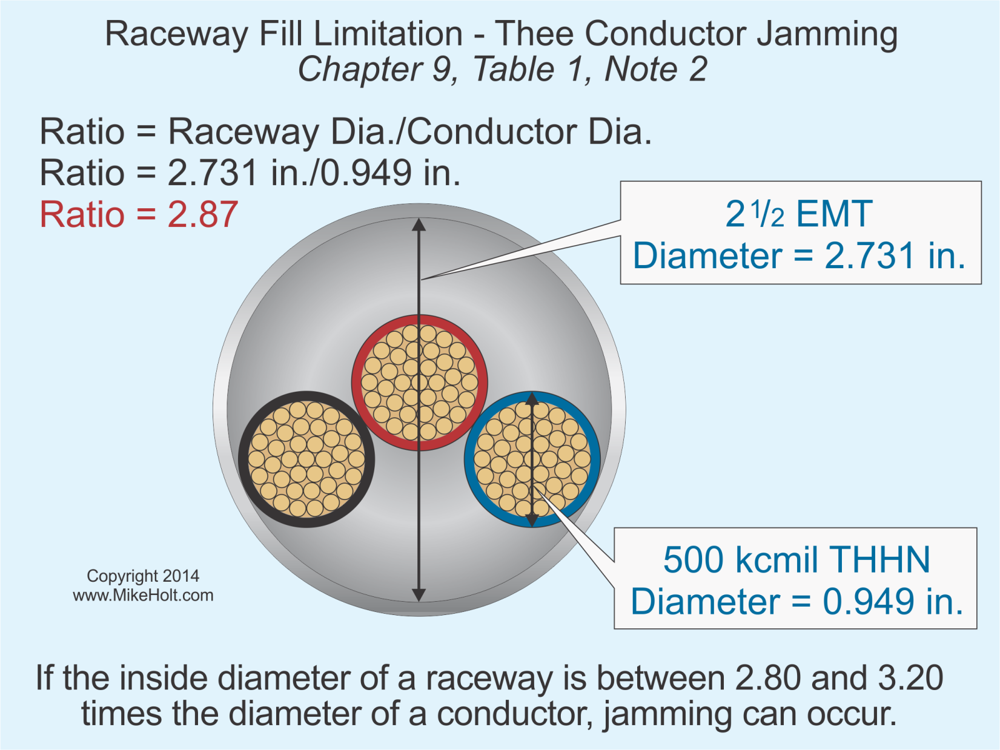 Raceway Fill Limitation - Thee Conductor Jamming
Chapter 9, Table 1, Note 2
Ratio = Raceway Dia./Conductor Dia.
Ratio = 2.731 in./0.949 in.
Ratio = 2.87
2 1/2 EMT
Diameter = 2.731 in.
500 kcmil THHN
Diameter = 0.949 in.
Copyright 2014
www.MikeHolt.com
If the inside diameter of a raceway is between 2.80 and 3.20
times the diameter of a conductor, jamming can occur.